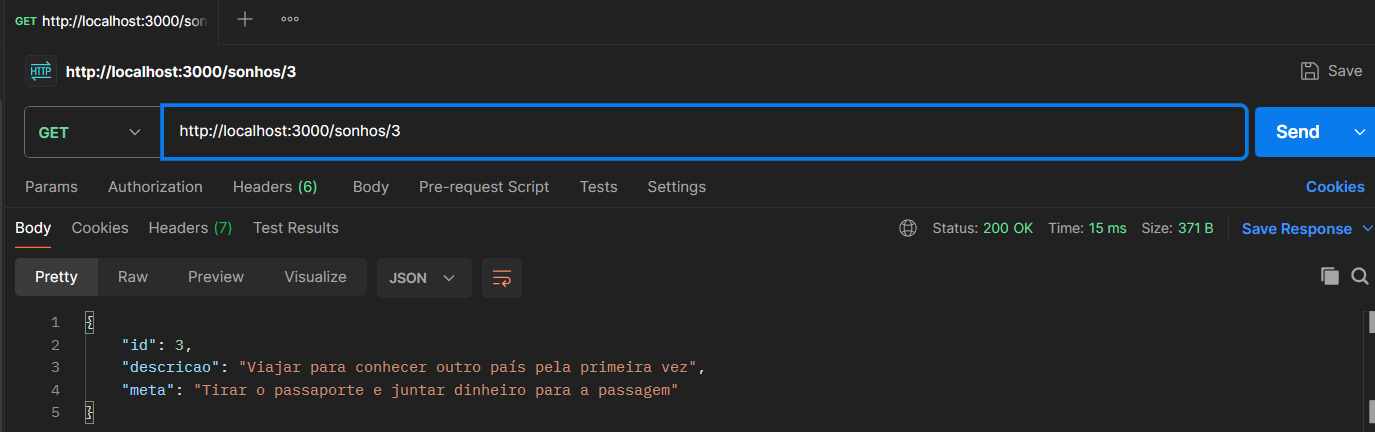 GET http://localhost:3000/son
HTTP http://localhost:3000/sonhos/3 Save
GET http://localhost:3000/sonhos/3 Send
Params Authorization Headers (6) Body Pre-request Script Tests Settings Cookies
Body Cookies Headers (7) Test Results Status: 200 OK Time: 15 ms Size: 371 B Save Response
Pretty Raw Preview Visualize JSON
1 {
2 "id": 3,
3 "descricao": "Viajar para conhecer outro país pela primeira vez",
4 "meta": "Tirar o passaporte e juntar dinheiro para a passagem"
5 }